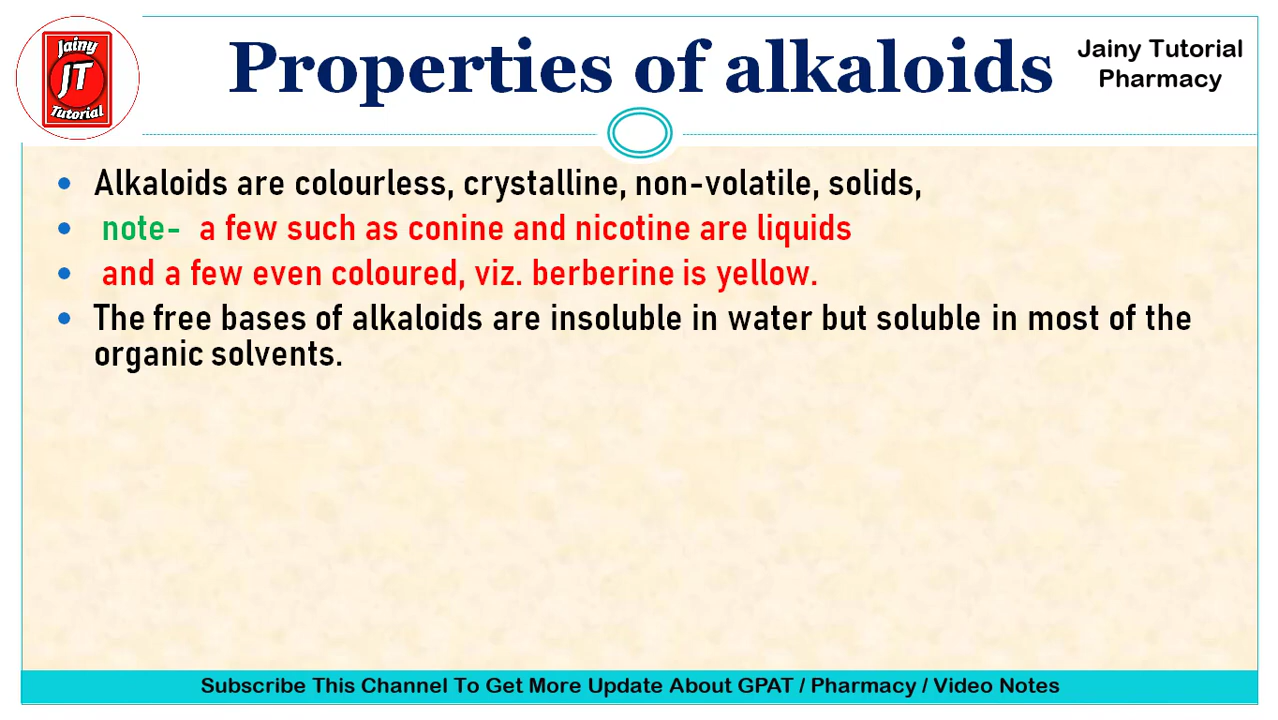 Jainy
JT
Tutorial
Properties of alkaloids
Jainy Tutorial
Pharmacy
• Alkaloids are colourless, crystalline, non-volatile, solids,
• note- a few such as conine and nicotine are liquids
• and a few even coloured, viz. berberine is yellow.
• The free bases of alkaloids are insoluble in water but soluble in most of the
organic solvents.
Subscribe This Channel To Get More Update About GPAT / Pharmacy / Video Notes